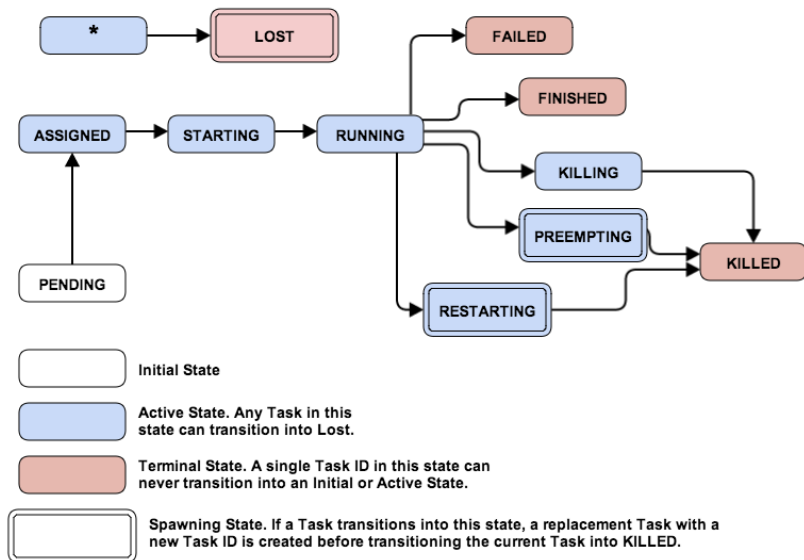 *
LOST
FAILED
FINISHED
ASSIGNED
STARTING
RUNNING
KILLING
PREEMPTING
KILLED
PENDING
RESTARTING
Initial State
Active State. Any Task in this
state can transition into Lost.
Terminal State. A single Task ID in this state can
never transition into an Initial or Active State.
Spawning State. If a Task transitions into this state, a replacement Task with a
new Task ID is created before transitioning the current Task into KILLED.